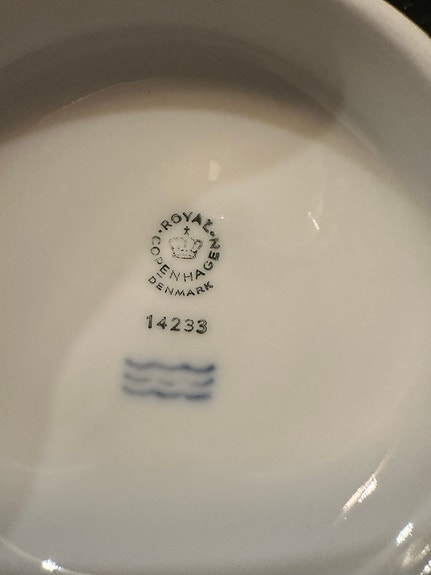 ROYAL
COPENHAGEN
DENMARK
14233